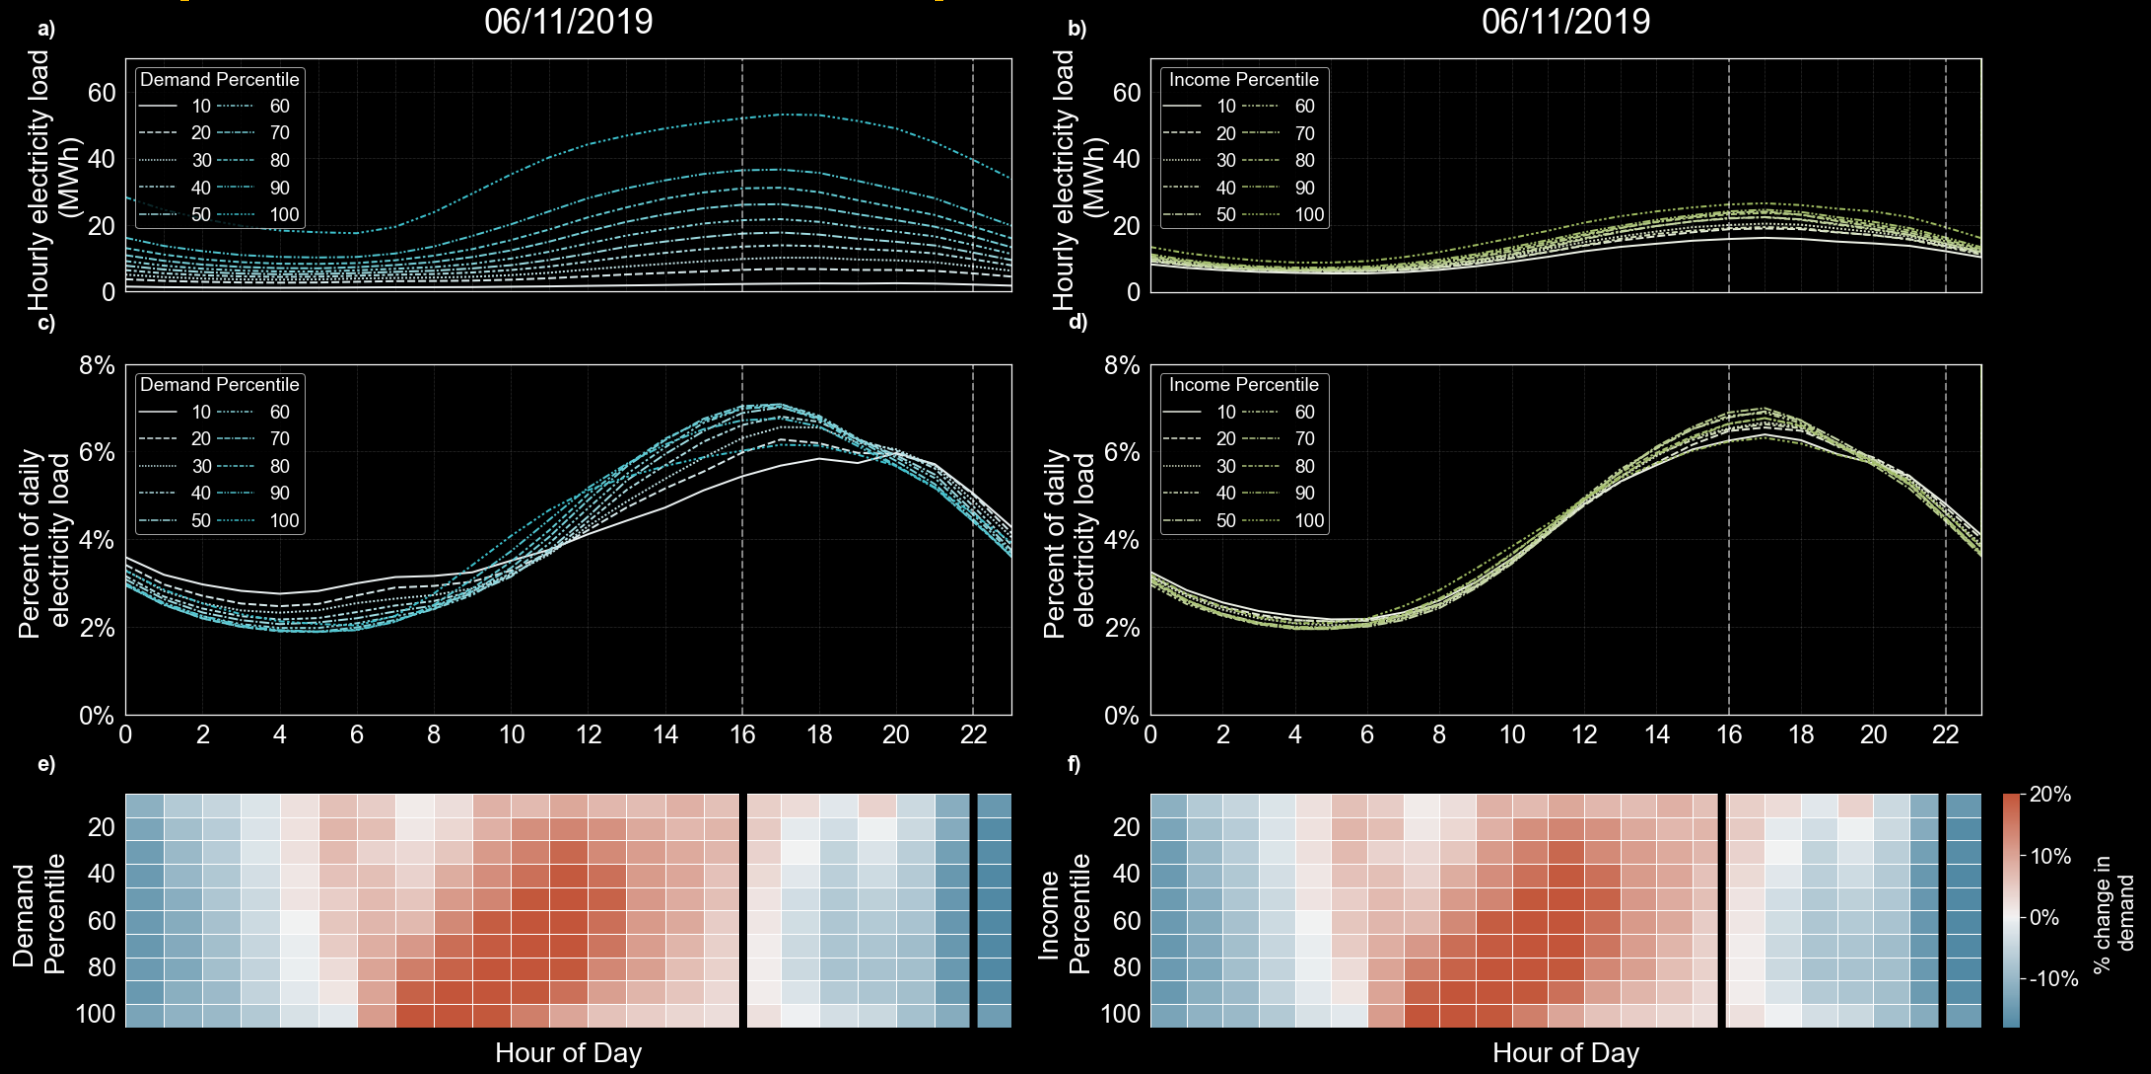 06/11/2019
06/11/2019
a)
b)
Hourly electricity load
(MWh)
60
40
20
0
Demand Percentile
10 60
20 70
30 80
40 90
50 100
Hourly electricity load
(MWh)
60
40
20
0
Income Percentile
10 60
20 70
30 80
40 90
50 100
c)
d)
Percent of daily
electricity load
8%
6%
4%
2%
0%
Demand Percentile
10 60
20 70
30 80
40 90
50 100
0 2 4 6 8 10 12 14 16 18 20 22
Percent of daily
electricity load
8%
6%
4%
2%
0%
Income Percentile
10 60
20 70
30 80
40 90
50 100
0 2 4 6 8 10 12 14 16 18 20 22
e)
f)
Demand
Percentile
20
40
60
80
100
Hour of Day
Income
Percentile
20
40
60
80
100
Hour of Day
20%
10%
0%
-10%
% change in
demand